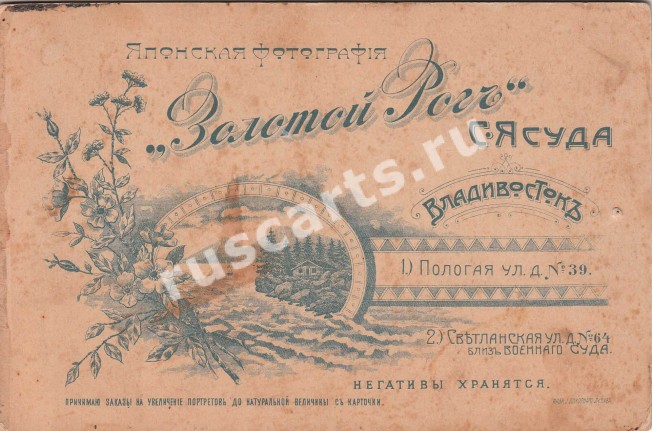 Японская фотографія
„Золотой Рогъ“
С. Ясуда
Владивостокъ
1.) Пологая ул. д. № 39.
2.) Свѣтланская ул. д. № 64
близъ военнаго суда.
Негативы хранятся.
Принимаю заказы на увеличение портретовъ до натуральной величины съ карточки.
ruscarts.ru